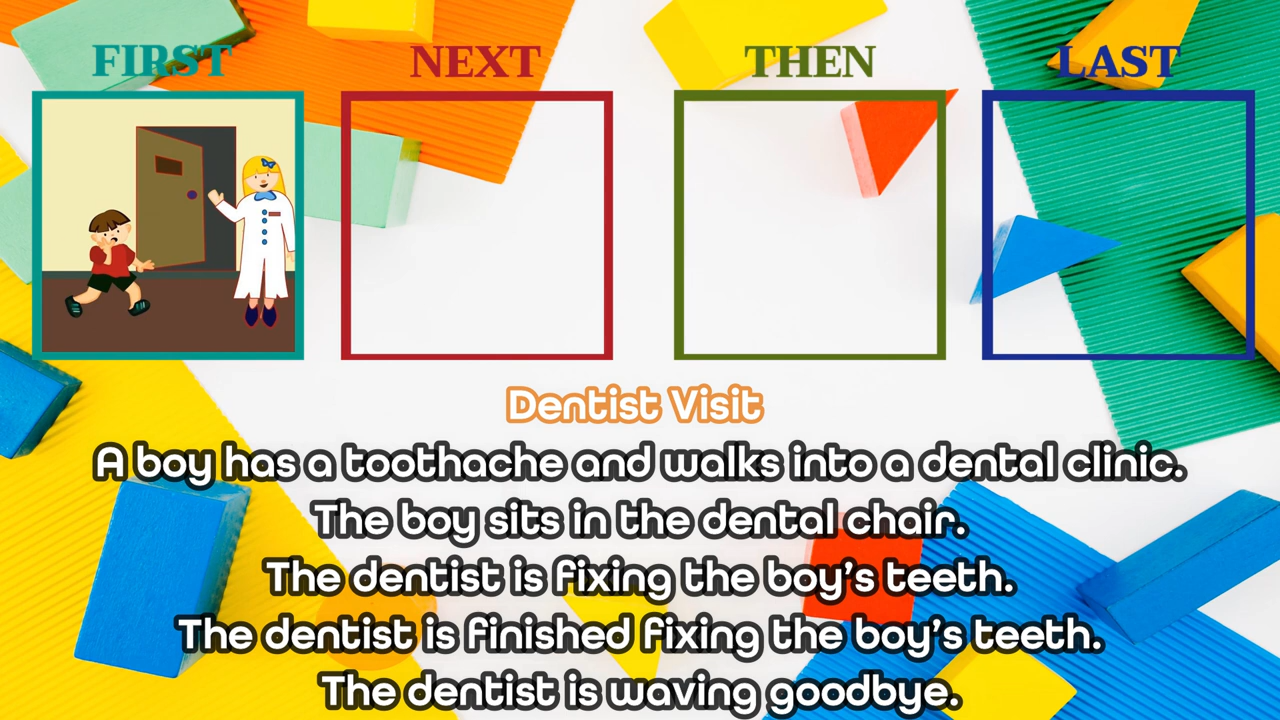 FIRST NEXT THEN LAST
Dentist Visit
A boy has a toothache and walks into a dental clinic.
The boy sits in the dental chair.
The dentist is fixing the boy's teeth.
The dentist is finished fixing the boy's teeth.
The dentist is waving goodbye.